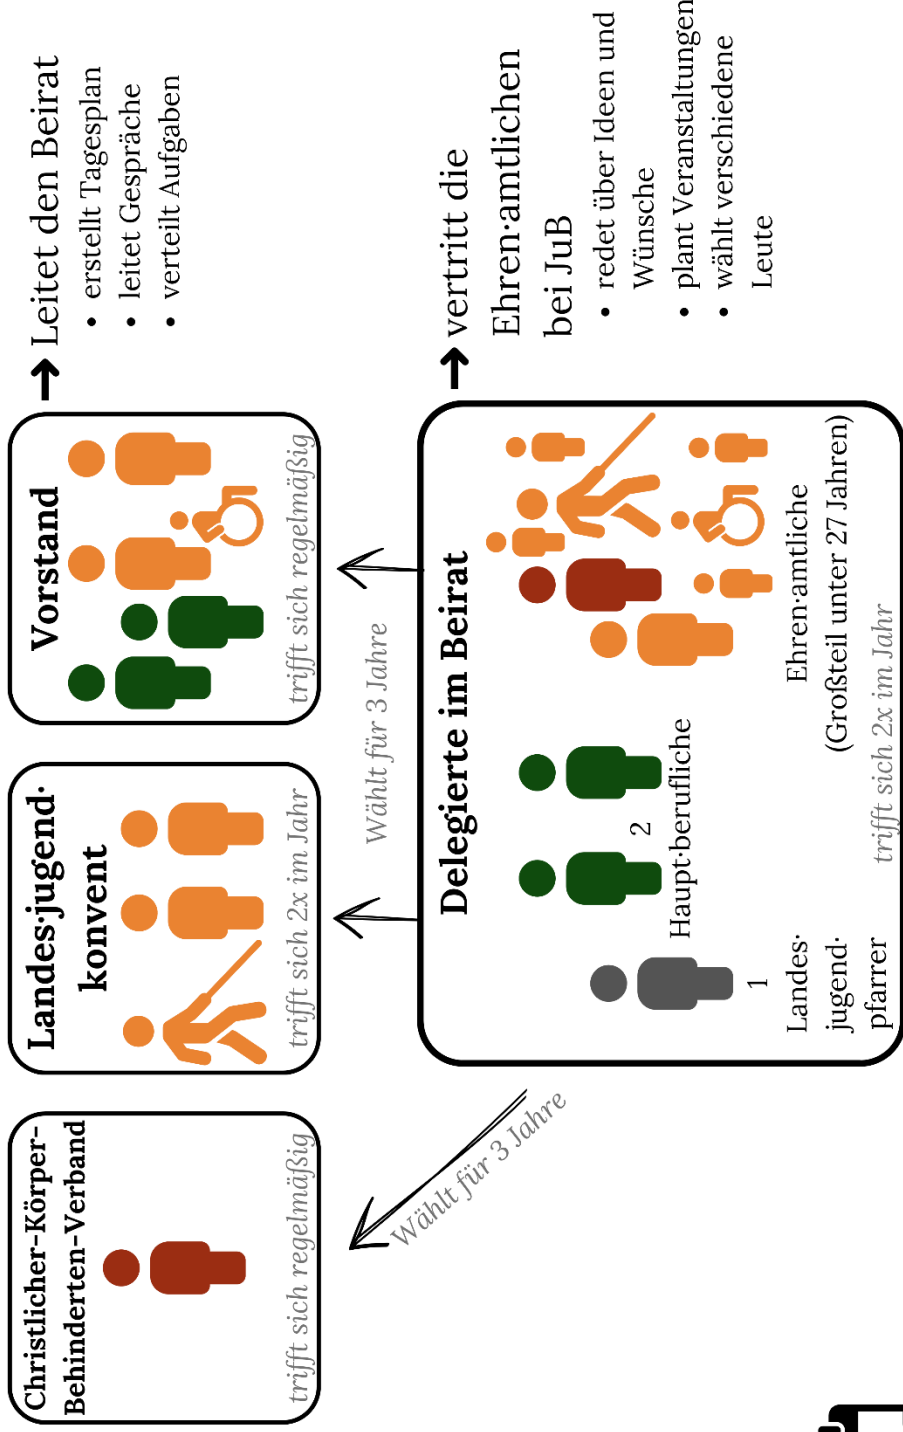 Christlicher-Körper-
Behinderten-Verband
trifft sich regelmäßig
Landes·jugend·
konvent
trifft sich 2x im Jahr
Vorstand
trifft sich regelmäßig
→ Leitet den Beirat
• erstellt Tagesplan
• leitet Gespräche
• verteilt Aufgaben
Wählt für 3 Jahre
Wählt für 3 Jahre
Delegierte im Beirat
1
Landes·
jugend·
pfarrer
2
Haupt·berufliche
Ehren·amtliche
(Großteil unter 27 Jahren)
trifft sich 2x im Jahr
→ vertritt die
Ehren·amtlichen
bei JuB
• redet über Ideen und
Wünsche
• plant Veranstaltungen
• wählt verschiedene
Leute